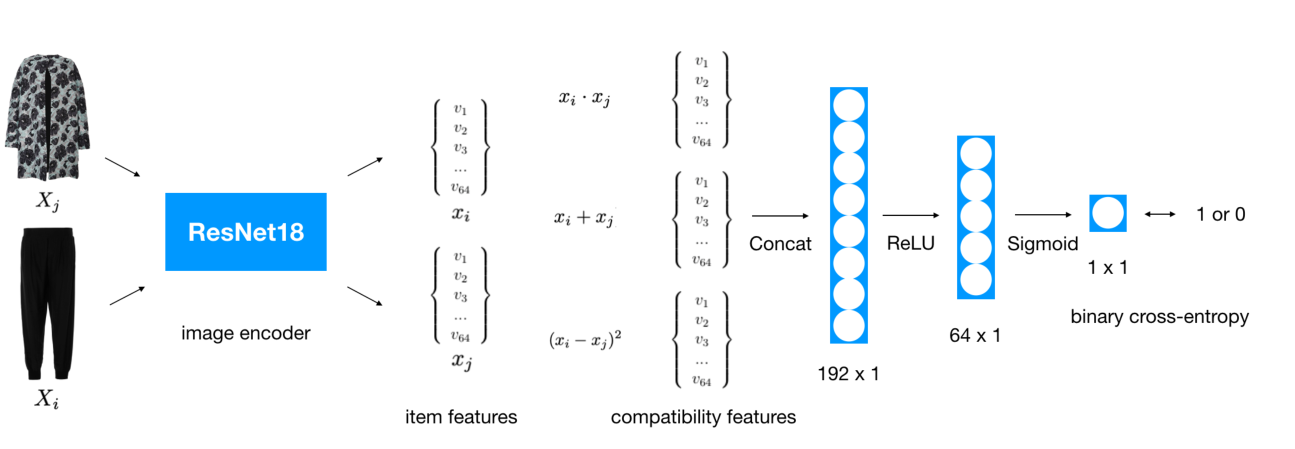 X_j
X_i
ResNet18
image encoder
v_1
v_2
v_3
...
v_64
x_i
v_1
v_2
v_3
...
v_64
x_j
item features
x_i · x_j
v_1
v_2
v_3
...
v_64
x_i + x_j
v_1
v_2
v_3
...
v_64
(x_i − x_j)^2
v_1
v_2
v_3
...
v_64
compatibility features
Concat
192 x 1
ReLU
64 x 1
Sigmoid
1 x 1
1 or 0
binary cross-entropy